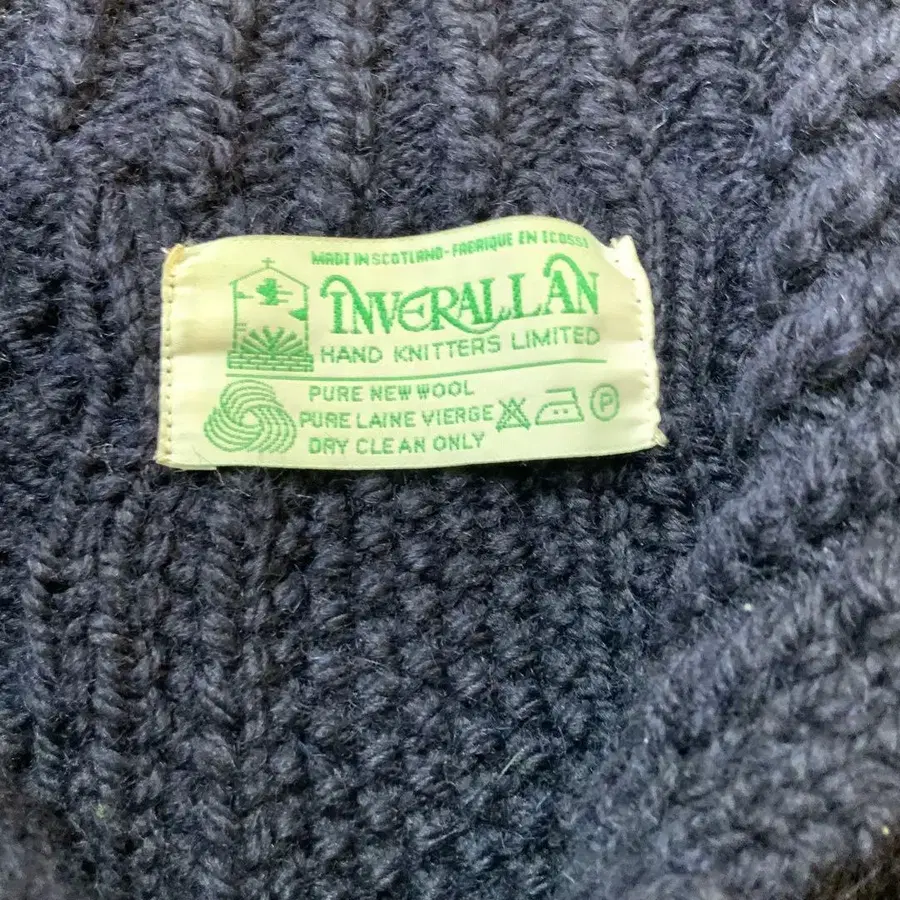 MADE IN SCOTLAND - FABRIQUE EN ECOSSE
INVERALLAN
HAND KNITTERS LIMITED
PURE NEW WOOL
PURE LAINE VIERGE
DRY CLEAN ONLY
P